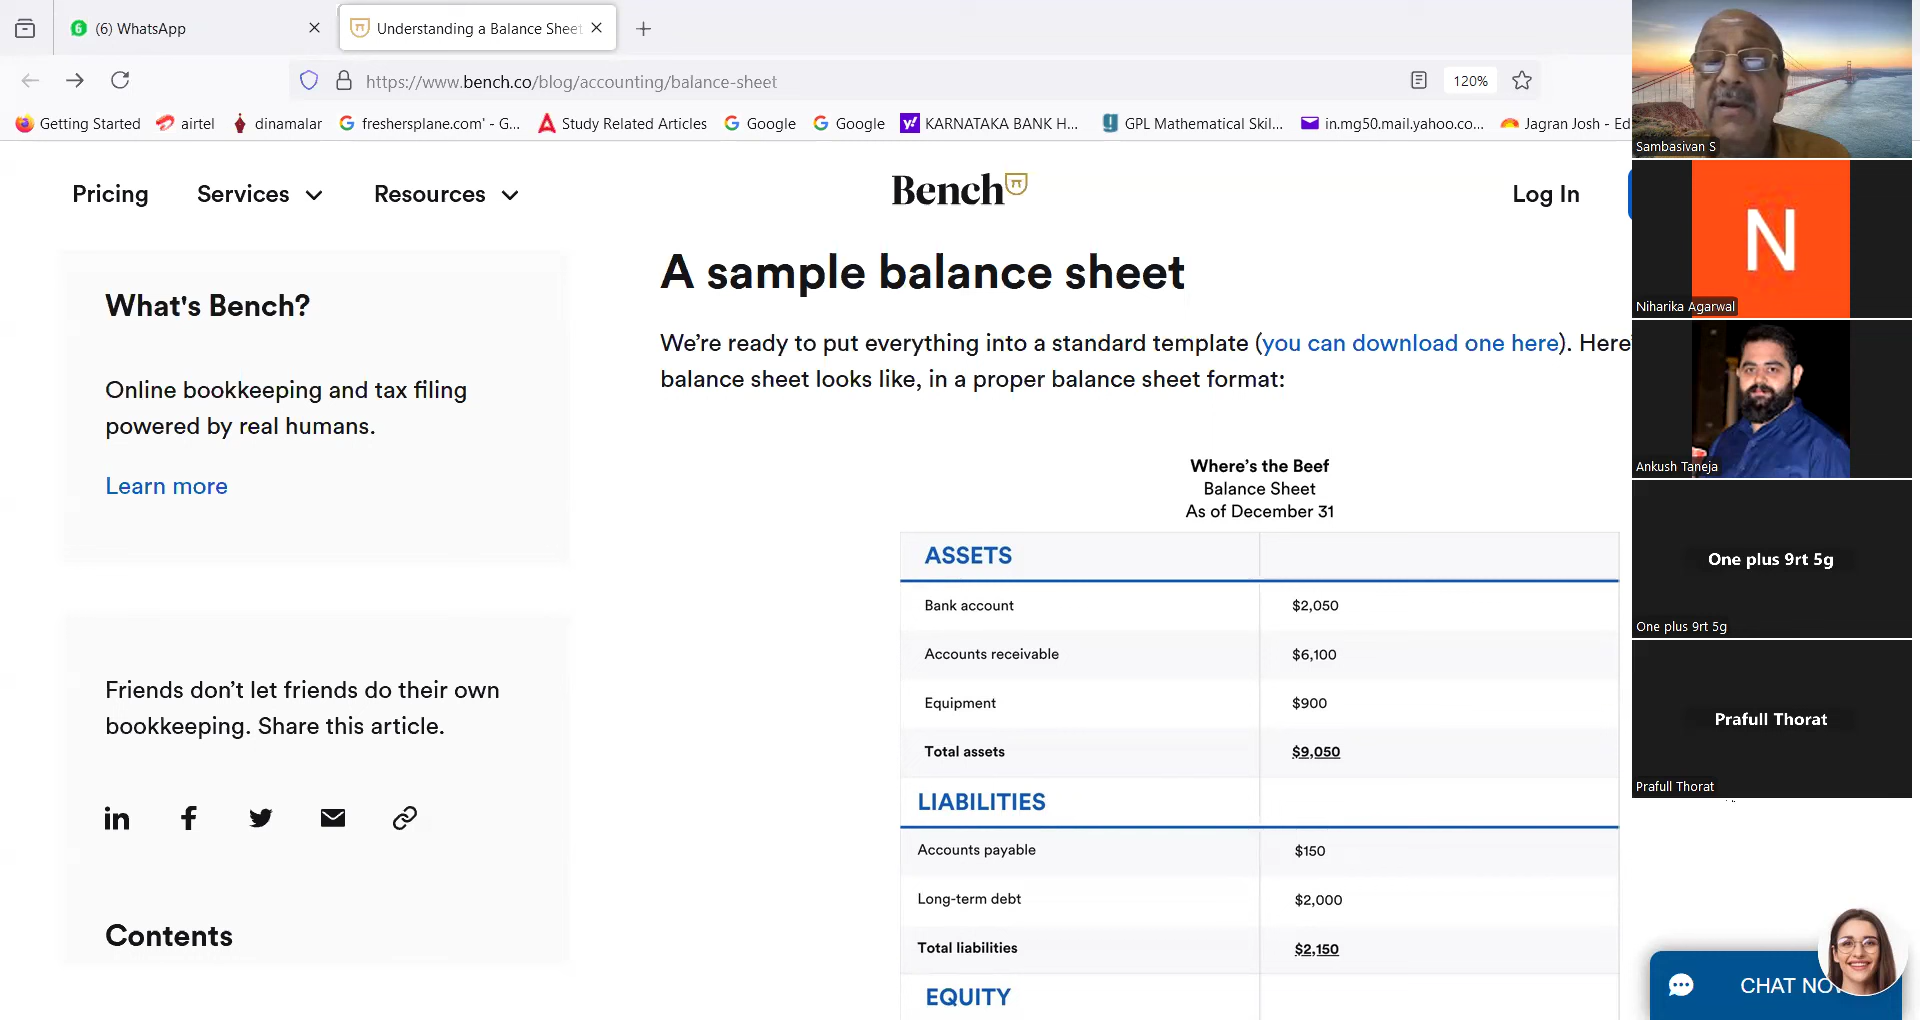 (6) WhatsApp
Understanding a Balance Sheet
https://www.bench.co/blog/accounting/balance-sheet
120%
Getting Started
airtel
dinamalar
freshersplane.com' - G...
Study Related Articles
Google
Google
KARNATAKA BANK H...
GPL Mathematical Skil...
in.mg50.mail.yahoo.co...
Jagran Josh - Ed
Pricing
Services
Resources
Bench
Log In
What's Bench?
Online bookkeeping and tax filing
powered by real humans.
Learn more
Friends don’t let friends do their own
bookkeeping. Share this article.
Contents
A sample balance sheet
We’re ready to put everything into a standard template (you can download one here). Here’
balance sheet looks like, in a proper balance sheet format:
Where’s the Beef
Balance Sheet
As of December 31
ASSETS
Bank account $2,050
Accounts receivable $6,100
Equipment $900
Total assets $9,050
LIABILITIES
Accounts payable $150
Long-term debt $2,000
Total liabilities $2,150
EQUITY
Sambasivan S
N
Niharika Agarwal
Ankush Taneja
One plus 9rt 5g
One plus 9rt 5g
Prafull Thorat
Prafull Thorat
CHAT NO